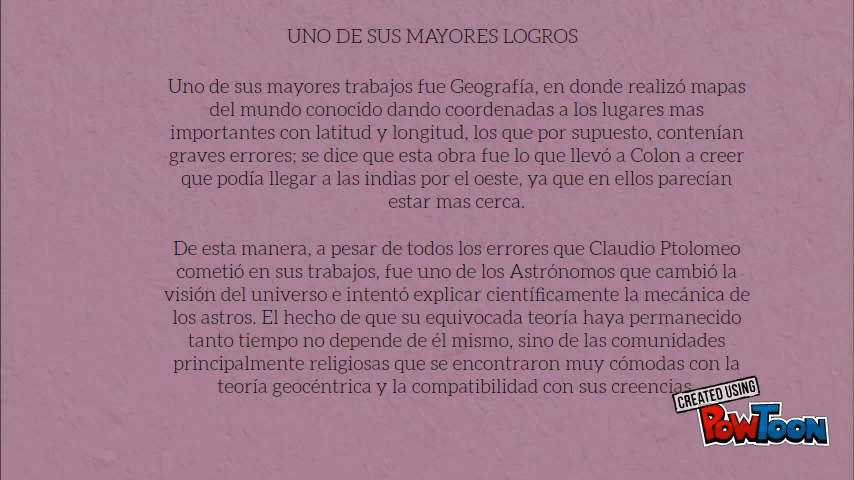 UNO DE SUS MAYORES LOGROS
Uno de sus mayores trabajos fue Geografía, en donde realizó mapas
del mundo conocido dando coordenadas a los lugares mas
importantes con latitud y longitud, los que por supuesto, contenían
graves errores; se dice que esta obra fue lo que llevó a Colon a creer
que podía llegar a las indias por el oeste, ya que en ellos parecían
estar mas cerca.
De esta manera, a pesar de todos los errores que Claudio Ptolomeo
cometió en sus trabajos, fue uno de los Astrónomos que cambió la
visión del universo e intentó explicar científicamente la mecánica de
los astros. El hecho de que su equivocada teoría haya permanecido
tanto tiempo no depende de él mismo, sino de las comunidades
principalmente religiosas que se encontraron muy cómodas con la
teoría geocéntrica y la compatibilidad con sus creencias
CREATED USING
POWTOON